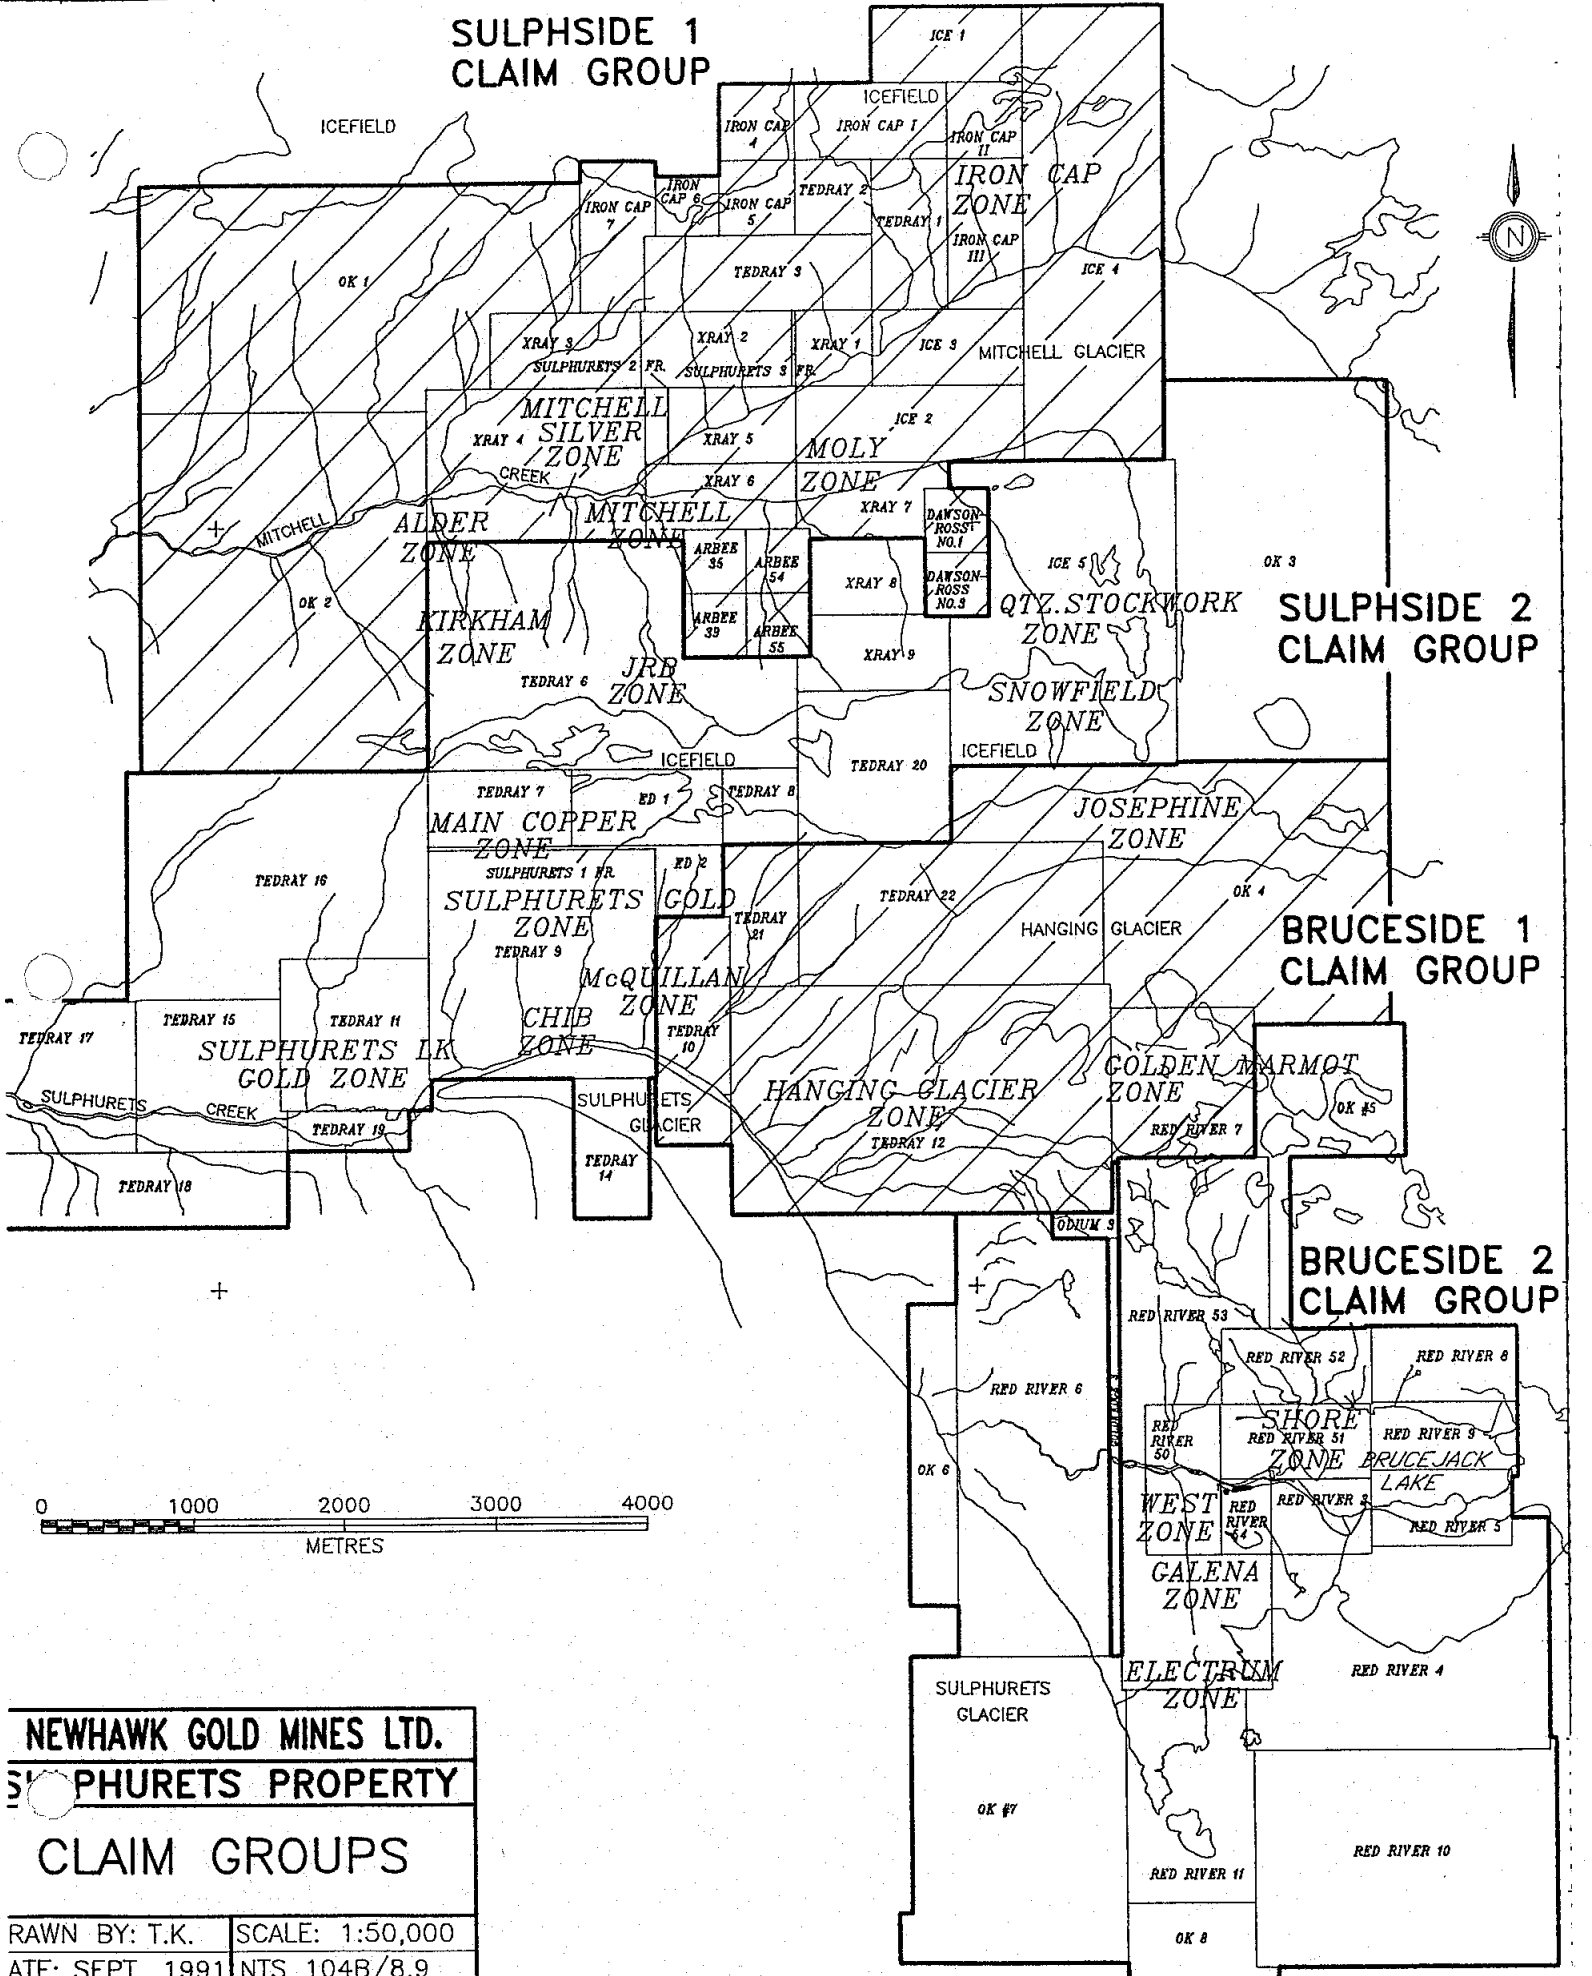 SULPHSIDE 1
CLAIM GROUP
ICE 1
ICEFIELD
ICEFIELD
IRON CAP
4
IRON CAP I
IRON CAP
II
IRON CAP
ZONE
IRON CAP
7
IRON
CAP 6
IRON CAP
5
TEDRAY 2
TEDRAY 1
IRON CAP
III
N
OK 1
TEDRAY 3
ICE 4
XRAY 3
SULPHURETS 2 FR.
XRAY 2
SULPHURETS 3 FR.
XRAY 1
ICE 3
MITCHELL GLACIER
MITCHELL
SILVER
ZONE
XRAY 4
XRAY 5
ICE 2
MOLY
ZONE
CREEK
XRAY 6
XRAY 7
MITCHELL
ALDER
ZONE
MITCHELL
ZONE
DAWSON
ROSS
NO.1
ARBEE
35
ARBEE
54
XRAY 8
DAWSON
ROSS
NO.3
ICE 5
OK 3
OK 2
ARBEE
39
ARBEE
55
KIRKHAM
ZONE
QTZ.STOCKWORK
ZONE
SULPHSIDE 2
CLAIM GROUP
XRAY 9
TEDRAY 6
JRB
ZONE
SNOWFIELD
ZONE
ICEFIELD
ICEFIELD
TEDRAY 20
TEDRAY 7
ED 1
TEDRAY 8
MAIN COPPER
ZONE
JOSEPHINE
ZONE
SULPHURETS 1 FR.
ED 2
TEDRAY 16
SULPHURETS GOLD
ZONE
TEDRAY 9
TEDRAY
21
TEDRAY 22
OK 4
HANGING GLACIER
BRUCESIDE 1
CLAIM GROUP
McQUILLAN
ZONE
CHIB
ZONE
TEDRAY
10
TEDRAY 17
TEDRAY 15
TEDRAY 11
SULPHURETS LK
GOLD ZONE
GOLDEN MARMOT
ZONE
HANGING GLACIER
ZONE
SULPHURETS
CREEK
SULPHURETS
GLACIER
OK #5
TEDRAY 19
RED RIVER 7
TEDRAY 12
TEDRAY
14
TEDRAY 18
ODIUM 3
BRUCESIDE 2
CLAIM GROUP
RED RIVER 53
RED RIVER 52
RED RIVER 8
RED RIVER 6
RED
RIVER
50
SHORE
RED RIVER 51
ZONE
RED RIVER 9
BRUCEJACK
LAKE
OK 6
WEST
ZONE
RED
RIVER
54
RED RIVER
RED RIVER 5
0 1000 2000 3000 4000
METRES
GALENA
ZONE
ELECTRUM
ZONE
RED RIVER 4
SULPHURETS
GLACIER
OK #7
RED RIVER 10
RED RIVER 11
OK 8
NEWHAWK GOLD MINES LTD.
PHURETS PROPERTY
CLAIM GROUPS
RAWN BY: T.K. SCALE: 1:50,000
ATE: SEPT 1991 NTS 104B/8,9